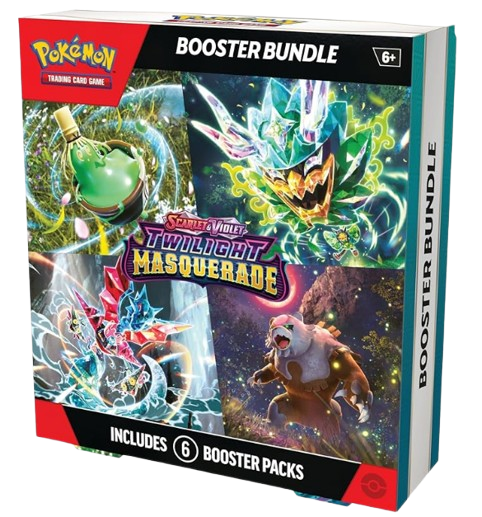 BOOSTER BUNDLE
6+
POKÉMON
TRADING CARD GAME
SCARLET & VIOLET
TWILIGHT
MASQUERADE
INCLUDES 6 BOOSTER PACKS
BOOSTER BUNDLE